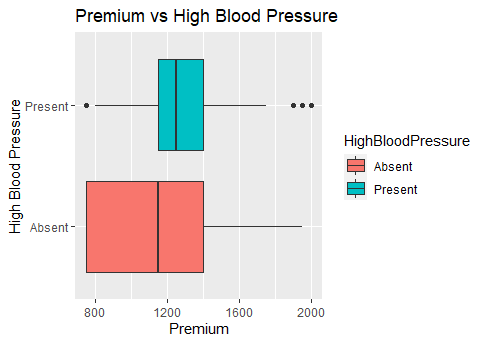 Premium vs High Blood Pressure
High Blood Pressure
Present
Absent
800
1200
1600
2000
Premium
HighBloodPressure
Absent
Present